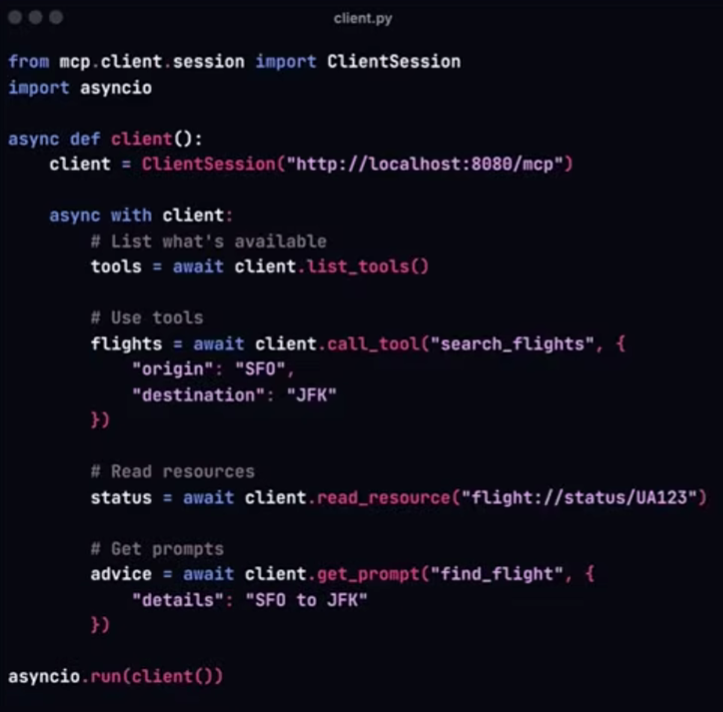 client.py
from mcp.client.session import ClientSession
import asyncio
async def client():
    client = ClientSession("http://localhost:8080/mcp")
    async with client:
        # List what's available
        tools = await client.list_tools()
        # Use tools
        flights = await client.call_tool("search_flights", {
            "origin": "SFO",
            "destination": "JFK"
        })
        # Read resources
        status = await client.read_resource("flight://status/UA123")
        # Get prompts
        advice = await client.get_prompt("find_flight", {
            "details": "SFO to JFK"
        })
asyncio.run(client())